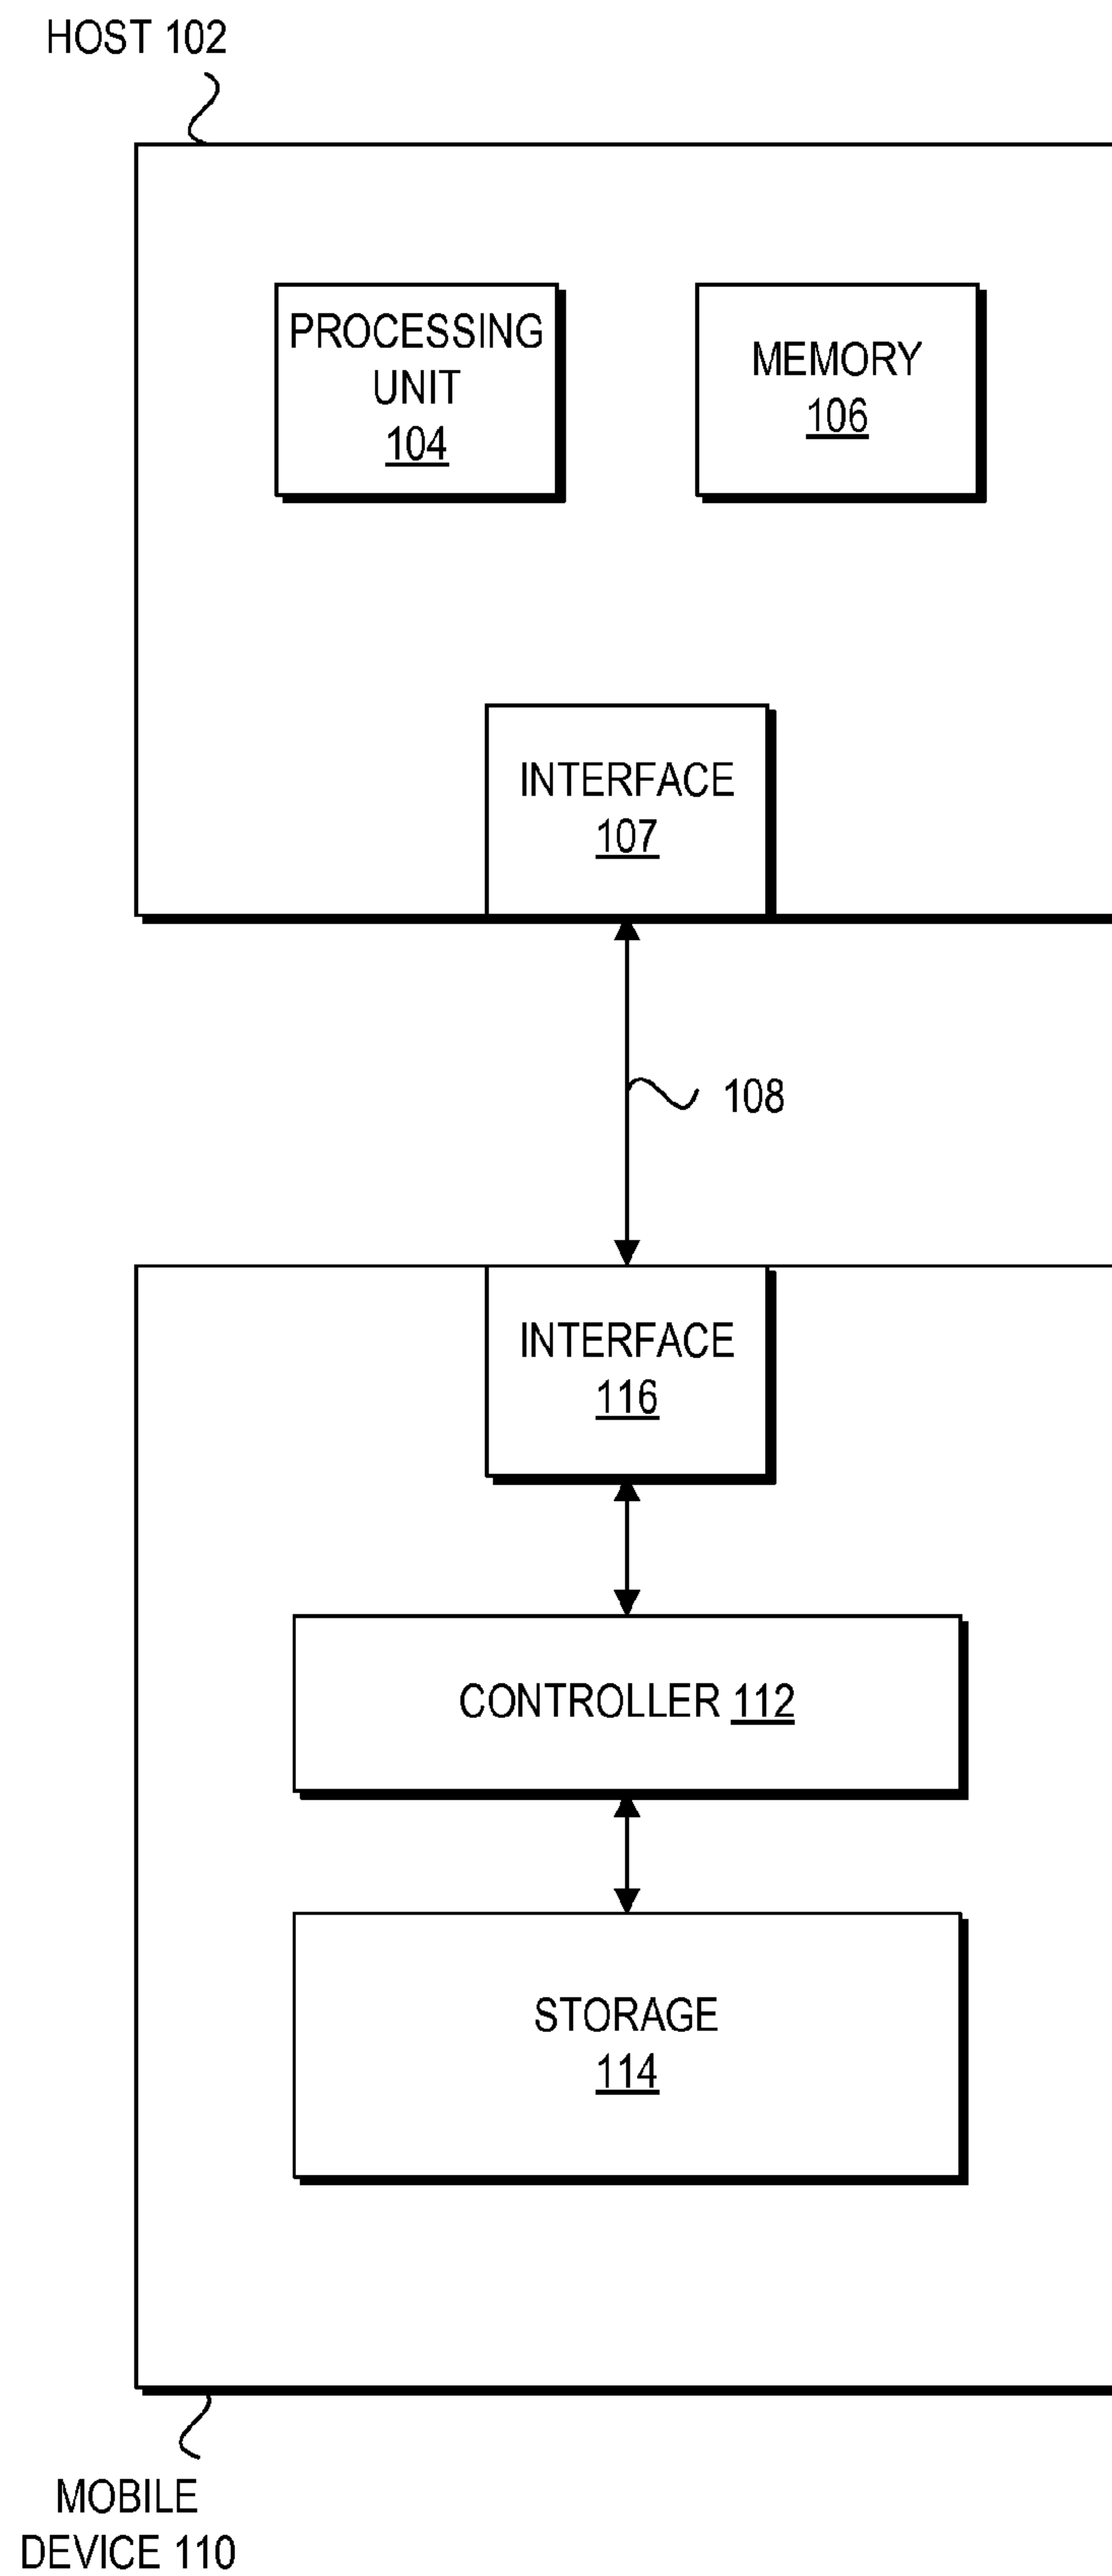 HOST 102
PROCESSING
UNIT
104
MEMORY
106
INTERFACE
107
108
INTERFACE
116
CONTROLLER 112
STORAGE
114
MOBILE
DEVICE 110